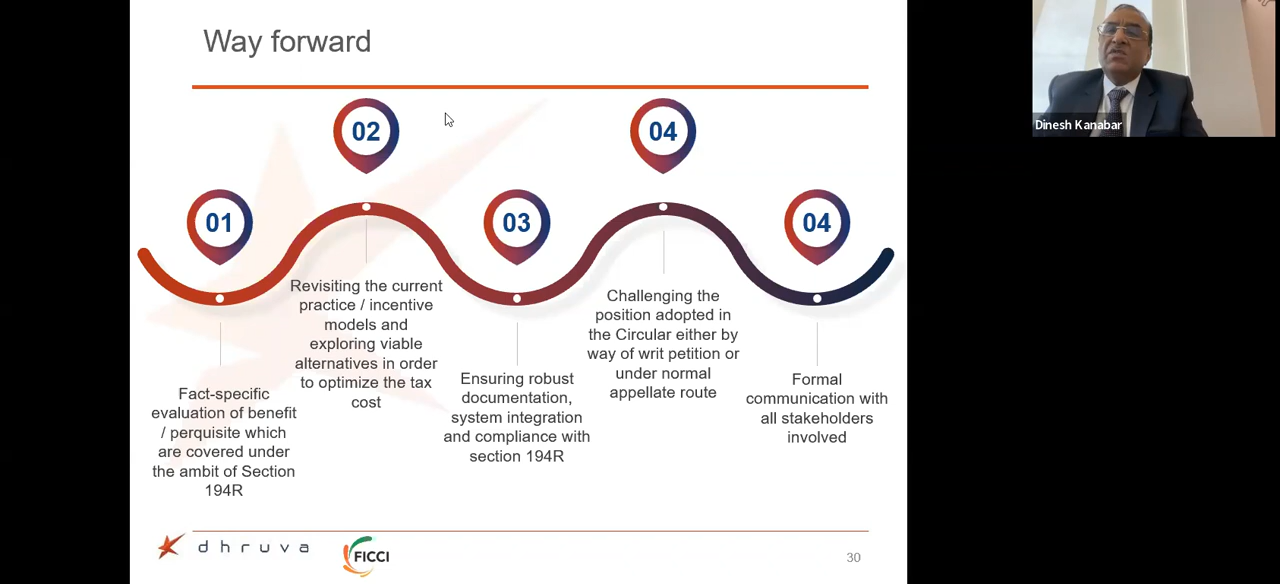 Way forward
01
Fact-specific
evaluation of benefit
/ perquisite which
are covered under
the ambit of Section
194R
02
Revisiting the current
practice / incentive
models and
exploring viable
alternatives in order
to optimize the tax
cost
03
Ensuring robust
documentation,
system integration
and compliance with
section 194R
04
Challenging the
position adopted in
the Circular either by
way of writ petition or
under normal
appellate route
04
Formal
communication with
all stakeholders
involved
dhruva
FICCI
30
Dinesh Kanabar